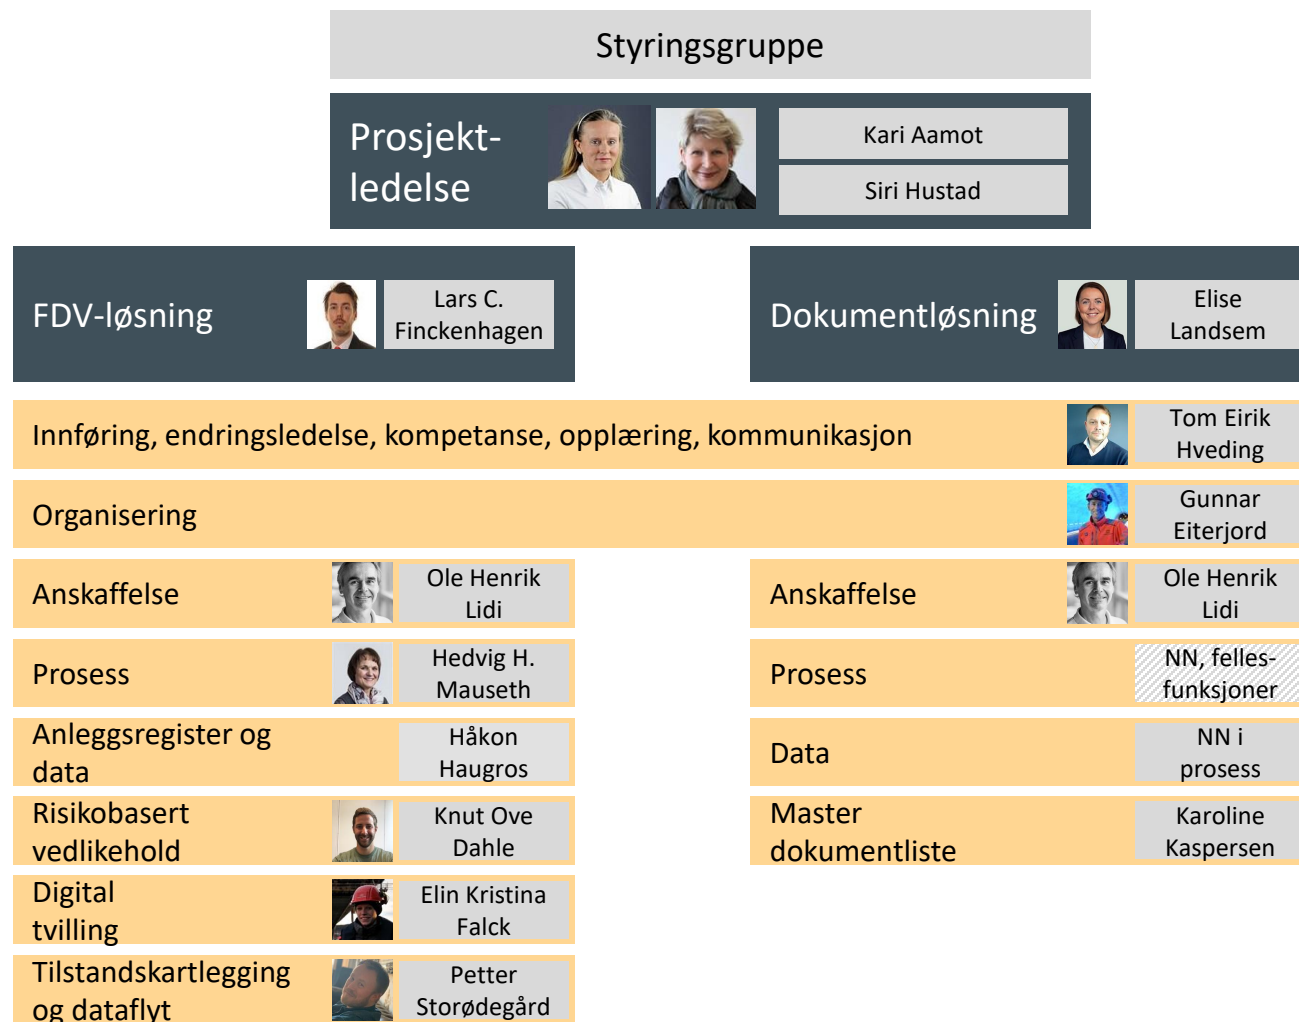 Styringsgruppe
Prosjekt-
ledelse
Kari Aamot
Siri Hustad
FDV-løsning
Lars C.
Finckenhagen
Dokumentløsning
Elise
Landsem
Innføring, endringsledelse, kompetanse, opplæring, kommunikasjon
Tom Eirik
Hveding
Organisering
Gunnar
Eiterjord
Anskaffelse
Ole Henrik
Lidi
Anskaffelse
Ole Henrik
Lidi
Prosess
Hedvig H.
Mauseth
Prosess
NN, felles-
funksjoner
Anleggsregister og
data
Håkon
Haugros
Data
NN i
prosess
Risikobasert
vedlikehold
Knut Ove
Dahle
Master
dokumentliste
Karoline
Kaspersen
Digital
tvilling
Elin Kristina
Falck
Tilstandskartlegging
og dataflyt
Petter
Storødegård